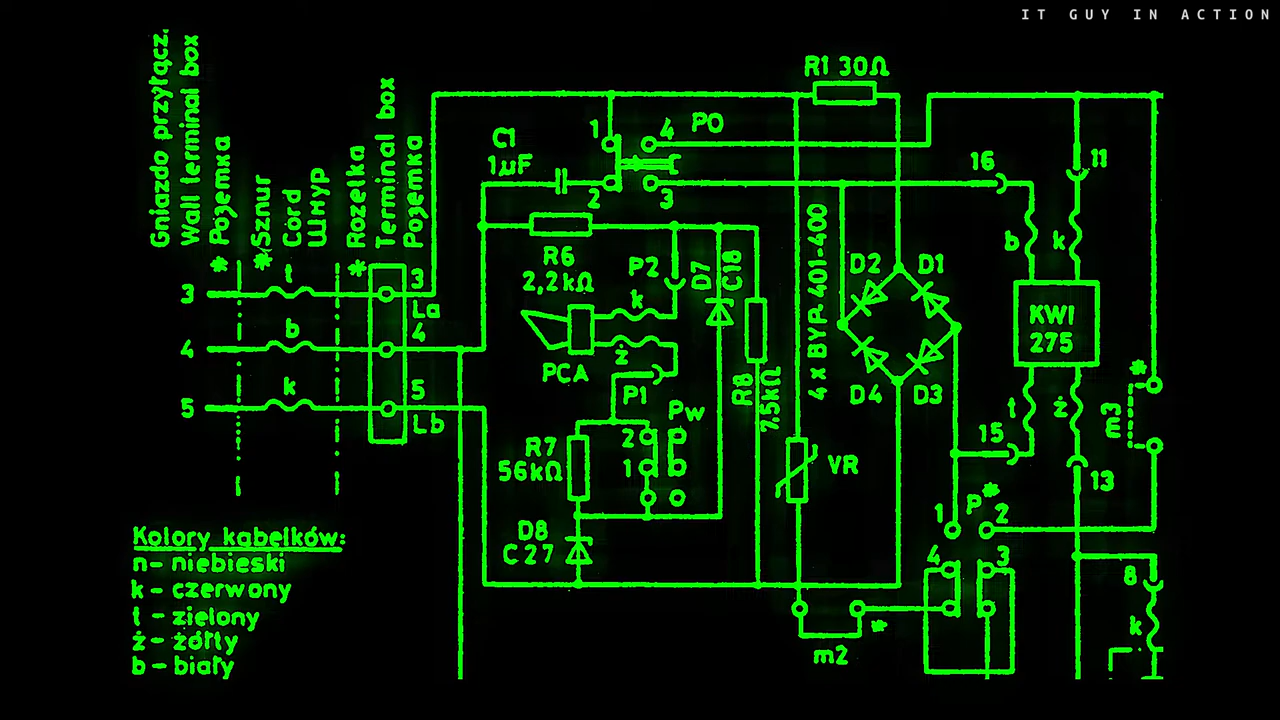 IT GUY IN ACTION
Gniazdo przyłącz.
Wall terminal box
* Розетка
* Sznur
Cord
Шнур
* Rozetka
Terminal box
Розетка
R1 30Ω
C1
1μF
1
4
P0
2
3
16
11
R6
2,2kΩ
P2
D7
C18
4 x BYP 401-400
D2
D1
b
k
3
t
3
La
k
KWI
275
4
b
4
ż
PCA
R8
7,5kΩ
D4
D3
*
m3
5
k
5
Lb
P1
Pw
t
ż
2
1
R7
56kΩ
VR
15
13
1
P*
2
D8
C27
4
3
8
k
m2
*
Kolory kabelków:
n- niebieski
k - czerwony
t - zielony
ż - żółty
b - biały